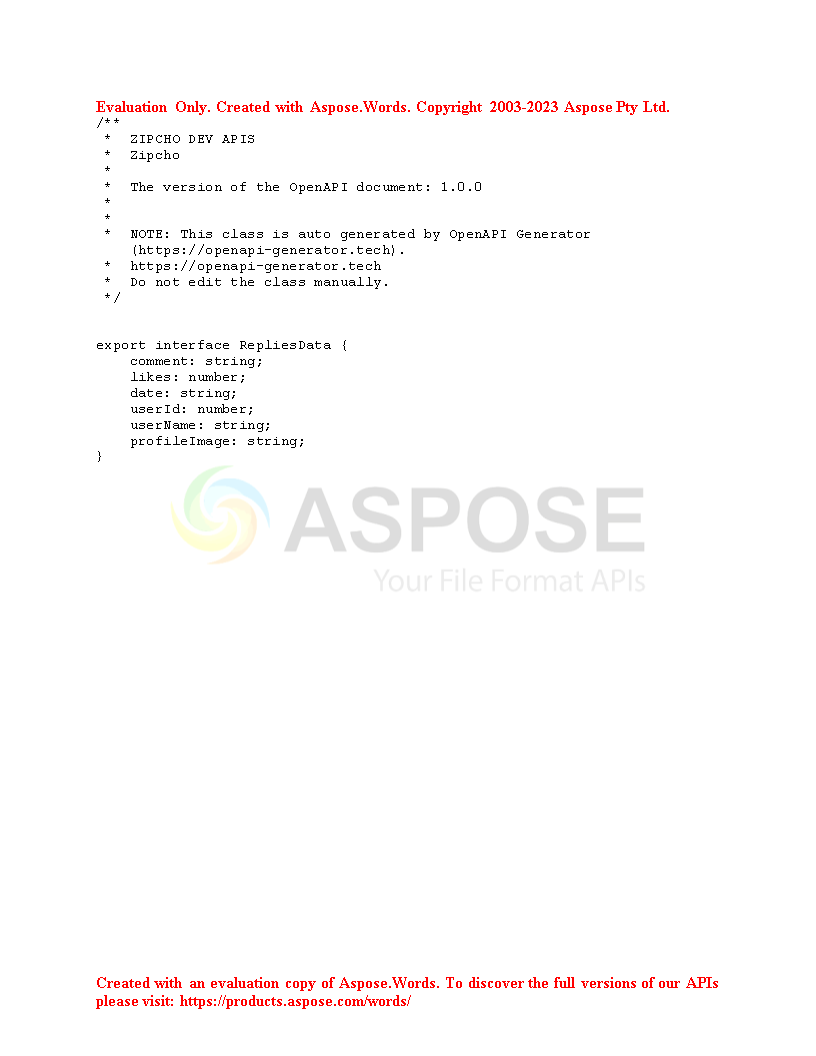 Evaluation Only. Created with Aspose.Words. Copyright 2003-2023 Aspose Pty Ltd.
/**
 * ZIPCHO DEV APIS
 * Zipcho
 *
 * The version of the OpenAPI document: 1.0.0
 *
 *
 * NOTE: This class is auto generated by OpenAPI Generator
(https://openapi-generator.tech).
 * https://openapi-generator.tech
 * Do not edit the class manually.
 */
export interface RepliesData {
    comment: string;
    likes: number;
    date: string;
    userId: number;
    userName: string;
    profileImage: string;
}
ASPOSE
Your File Format APIs
Created with an evaluation copy of Aspose.Words. To discover the full versions of our APIs
please visit: https://products.aspose.com/words/